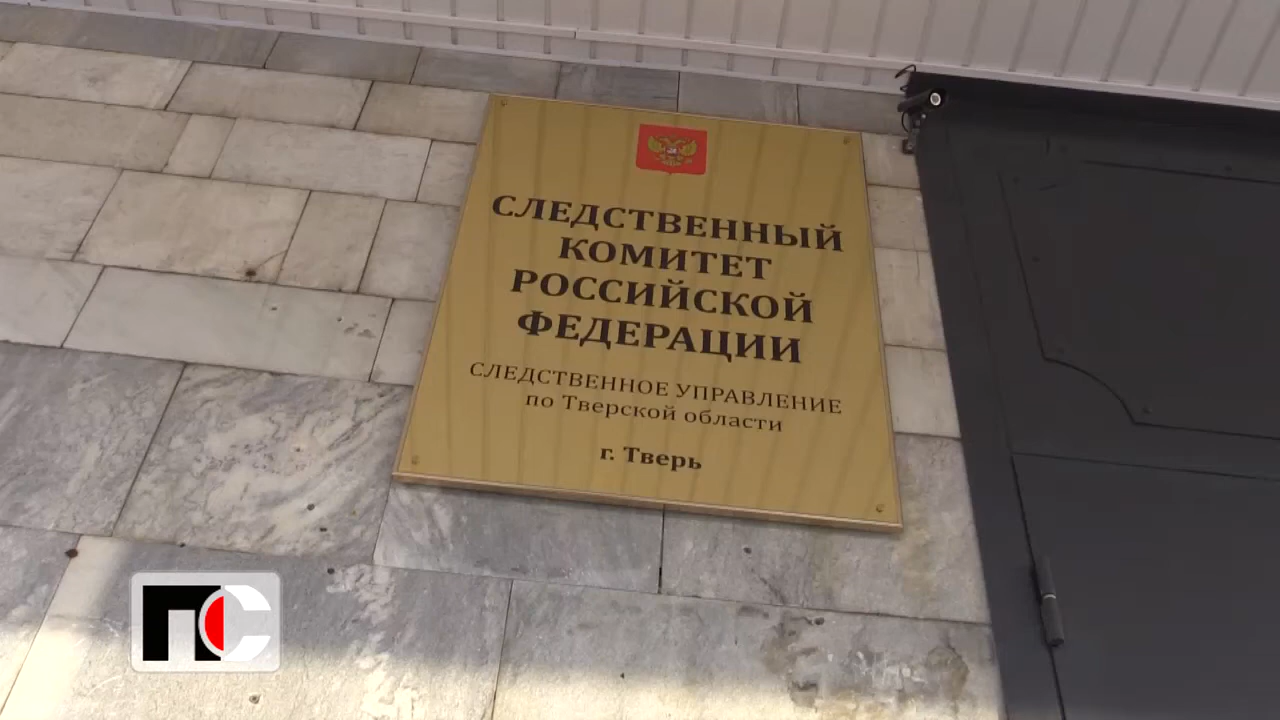 СЛЕДСТВЕННЫЙ
КОМИТЕТ
РОССИЙСКОЙ
ФЕДЕРАЦИИ
СЛЕДСТВЕННОЕ УПРАВЛЕНИЕ
по Тверской области
г. Тверь
ПС